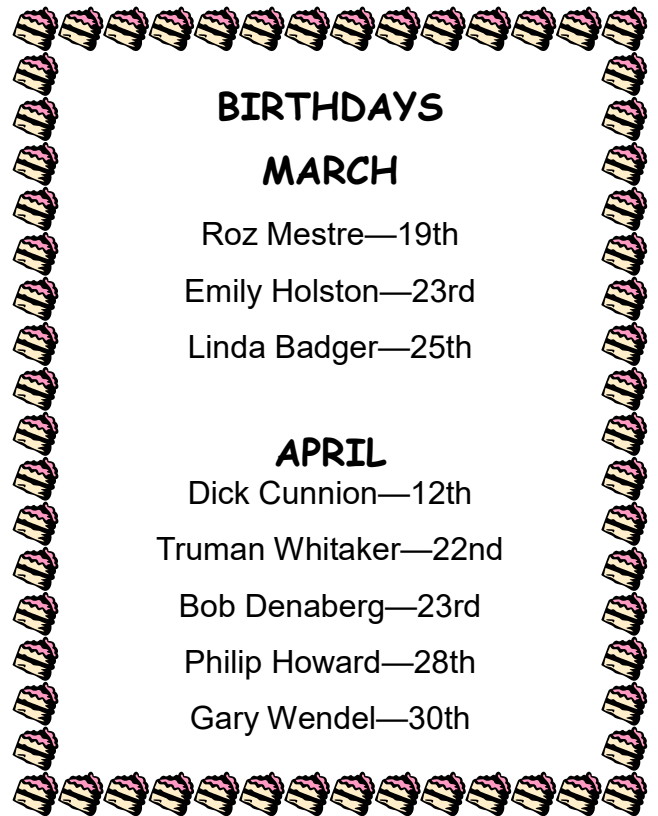 BIRTHDAYS
MARCH
Roz Mestre—19th
Emily Holston—23rd
Linda Badger—25th
APRIL
Dick Cunnion—12th
Truman Whitaker—22nd
Bob Denaberg—23rd
Philip Howard—28th
Gary Wendel—30th